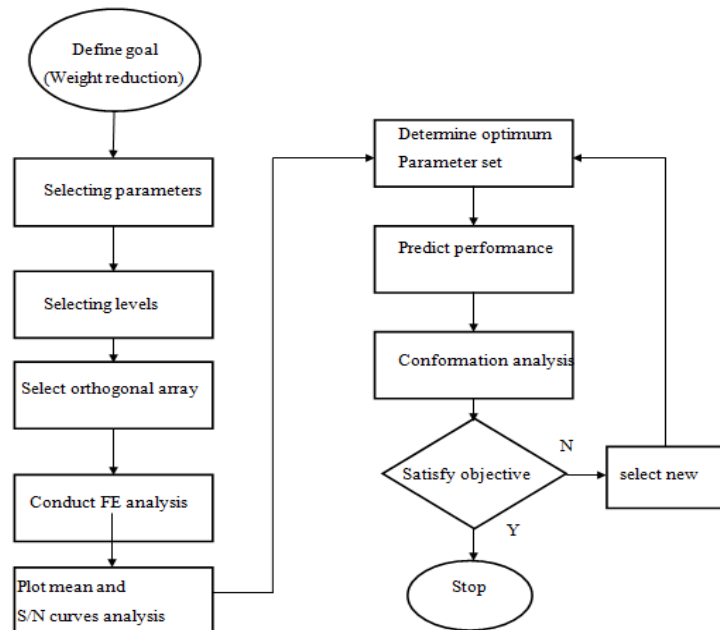 Define goal
(Weight reduction)
Selecting parameters
Selecting levels
Select orthogonal array
Conduct FE analysis
Plot mean and
S/N curves analysis
Determine optimum
Parameter set
Predict performance
Conformation analysis
Satisfy objective
N
select new
Y
Stop